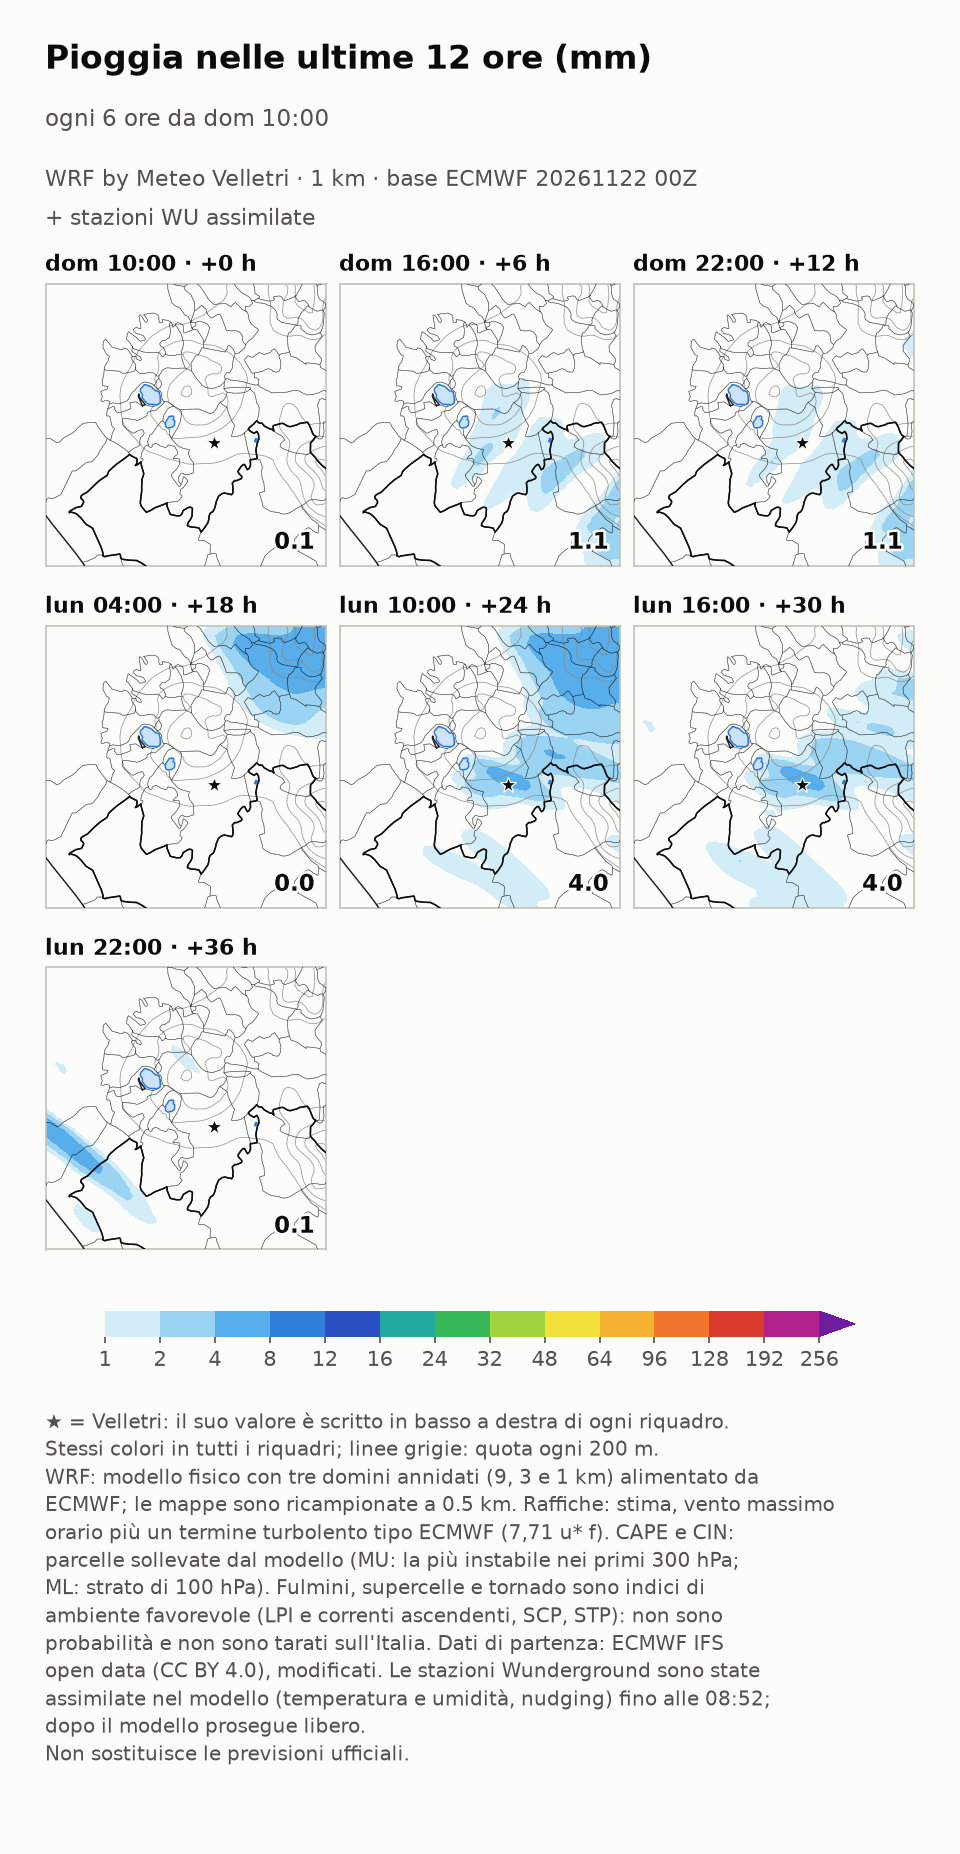 Pioggia nelle ultime 12 ore (mm)
ogni 6 ore da dom 10:00
WRF by Meteo Velletri · 1 km · base ECMWF 20261122 00Z
+ stazioni WU assimilate
dom 10:00 · +0 h
dom 16:00 · +6 h
dom 22:00 · +12 h
0.1
1.1
1.1
lun 04:00 · +18 h
lun 10:00 · +24 h
lun 16:00 · +30 h
0.0
4.0
4.0
lun 22:00 · +36 h
0.1
1 2 4 8 12 16 24 32 48 64 96 128 192 256
★ = Velletri: il suo valore è scritto in basso a destra di ogni riquadro.
Stessi colori in tutti i riquadri; linee grigie: quota ogni 200 m.
WRF: modello fisico con tre domini annidati (9, 3 e 1 km) alimentato da
ECMWF; le mappe sono ricampionate a 0.5 km. Raffiche: stima, vento massimo
orario più un termine turbolento tipo ECMWF (7,71 u* f). CAPE e CIN:
parcelle sollevate dal modello (MU: la più instabile nei primi 300 hPa;
ML: strato di 100 hPa). Fulmini, supercelle e tornado sono indici di
ambiente favorevole (LPI e correnti ascendenti, SCP, STP): non sono
probabilità e non sono tarati sull'Italia. Dati di partenza: ECMWF IFS
open data (CC BY 4.0), modificati. Le stazioni Wunderground sono state
assimilate nel modello (temperatura e umidità, nudging) fino alle 08:52;
dopo il modello prosegue libero.
Non sostituisce le previsioni ufficiali.